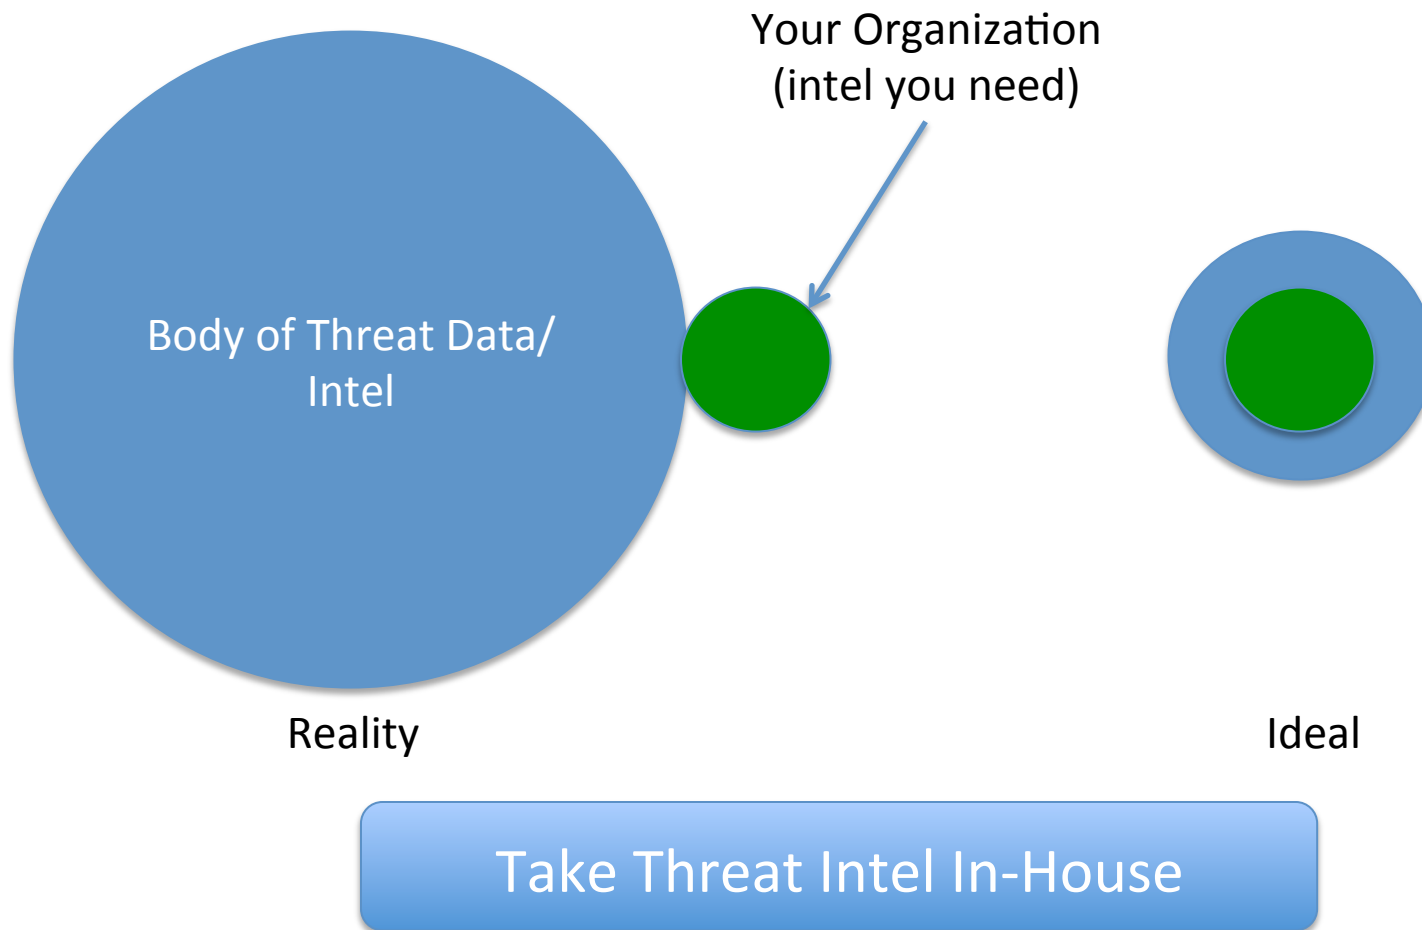 Your Organization
(intel you need)
Body of Threat Data/
Intel
Reality
Ideal
Take Threat Intel In-House